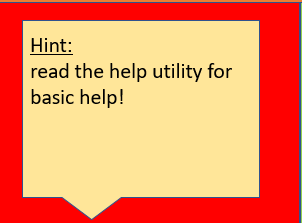 Hint:
read the help utility for
basic help!